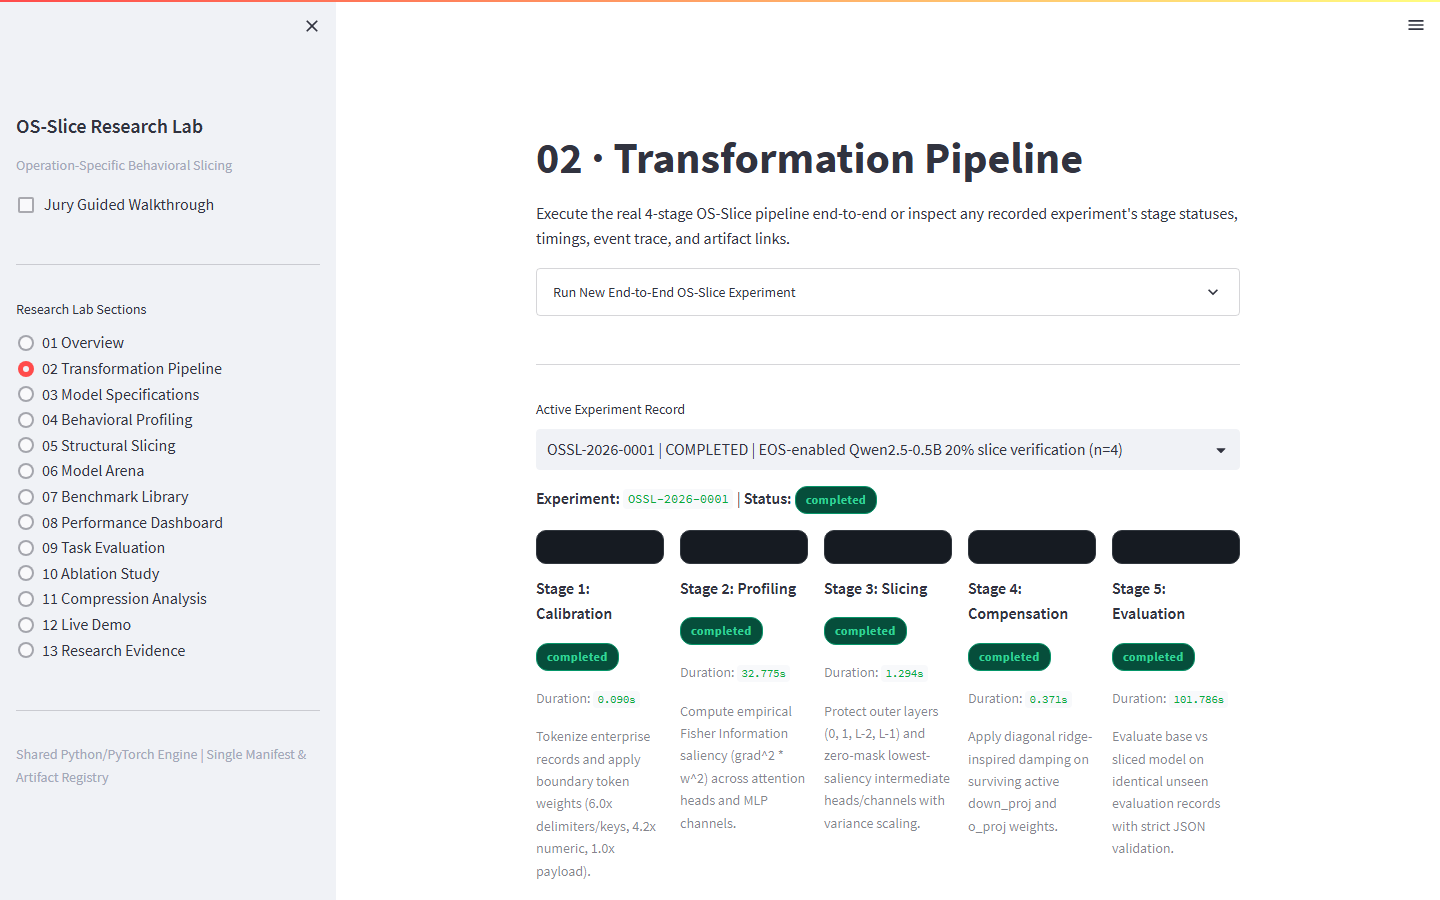 OS-Slice Research Lab
Operation-Specific Behavioral Slicing
Jury Guided Walkthrough
Research Lab Sections
01 Overview
02 Transformation Pipeline
03 Model Specifications
04 Behavioral Profiling
05 Structural Slicing
06 Model Arena
07 Benchmark Library
08 Performance Dashboard
09 Task Evaluation
10 Ablation Study
11 Compression Analysis
12 Live Demo
13 Research Evidence
Shared Python/PyTorch Engine | Single Manifest &
Artifact Registry
02 · Transformation Pipeline
Execute the real 4-stage OS-Slice pipeline end-to-end or inspect any recorded experiment's stage statuses,
timings, event trace, and artifact links.
Run New End-to-End OS-Slice Experiment
Active Experiment Record
OSSL-2026-0001 | COMPLETED | EOS-enabled Qwen2.5-0.5B 20% slice verification (n=4)
Experiment: OSSL-2026-0001 | Status: completed
Stage 1:
Calibration
completed
Duration: 0.090s
Tokenize enterprise
records and apply
boundary token
weights (6.0x
delimiters/keys, 4.2x
numeric, 1.0x
payload).
Stage 2: Profiling
completed
Duration: 32.775s
Compute empirical
Fisher Information
saliency (grad^2 *
w^2) across attention
heads and MLP
channels.
Stage 3: Slicing
completed
Duration: 1.294s
Protect outer layers
(0, 1, L-2, L-1) and
zero-mask lowest-
saliency intermediate
heads/channels with
variance scaling.
Stage 4:
Compensation
completed
Duration: 0.371s
Apply diagonal ridge-
inspired damping on
surviving active
down_proj and
o_proj weights.
Stage 5:
Evaluation
completed
Duration: 101.786s
Evaluate base vs
sliced model on
identical unseen
evaluation records
with strict JSON
validation.